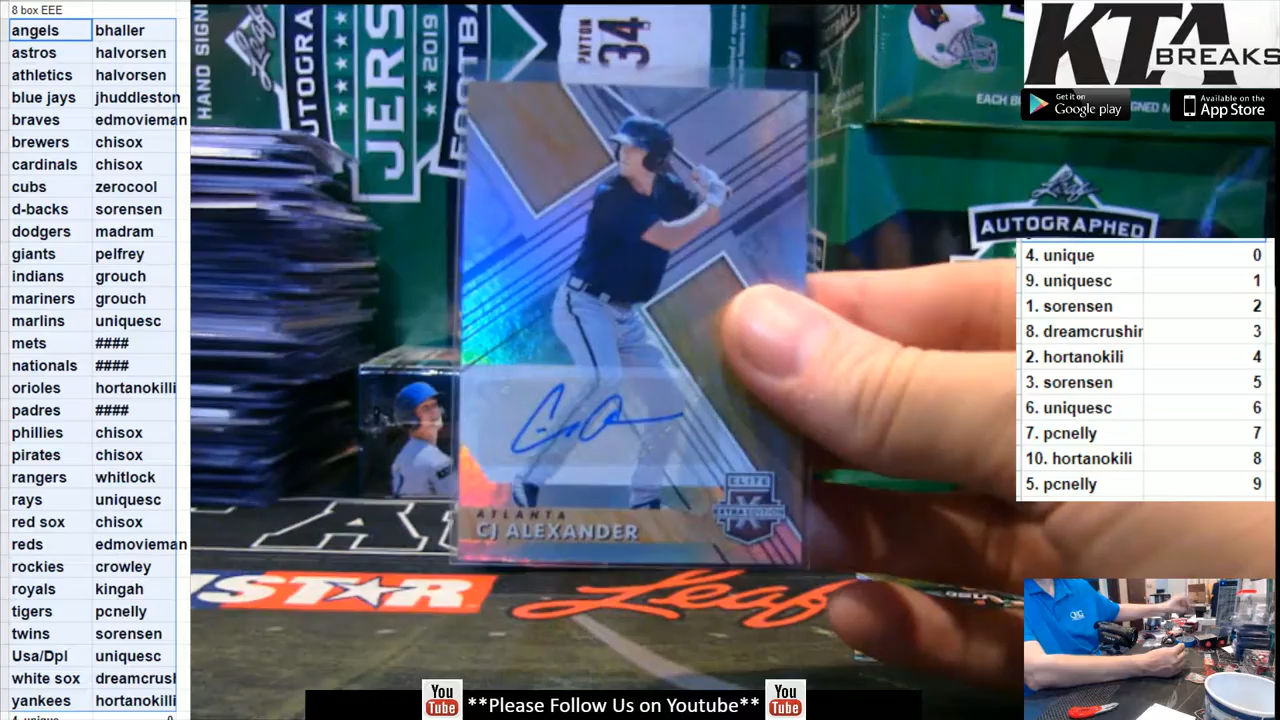 8 box EEE
angels bhaller
astros halvorsen
athletics halvorsen
blue jays jhuddleston
braves edmovieman
brewers chisox
cardinals chisox
cubs zerocool
d-backs sorensen
dodgers madram
giants pelfrey
indians grouch
mariners grouch
marlins uniquesc
mets ####
nationals ####
orioles hortanokilli
padres ####
phillies chisox
pirates chisox
rangers whitlock
rays uniquesc
red sox chisox
reds edmovieman
rockies crowley
royals kingah
tigers pcnelly
twins sorensen
Usa/Dpl uniquesc
white sox dreamcrusl
yankees hortanokilli
HAND SIGN
Leaf
JERS
2019
PAYTON
34
EACH B
Leaf
AUTOGRAPHED
ATLANTA
CJ ALEXANDER
ELITE
EXTRA EDITION
X
STAR
Leaf
KTA
BREAKS
Get it on
Google play
Available on the
App Store
4. unique 0
9. uniquesc 1
1. sorensen 2
8. dreamcrushir 3
2. hortanokili 4
3. sorensen 5
6. uniquesc 6
7. pcnelly 7
10. hortanokili 8
5. pcnelly 9
You Tube
**Please Follow Us on Youtube**
You Tube